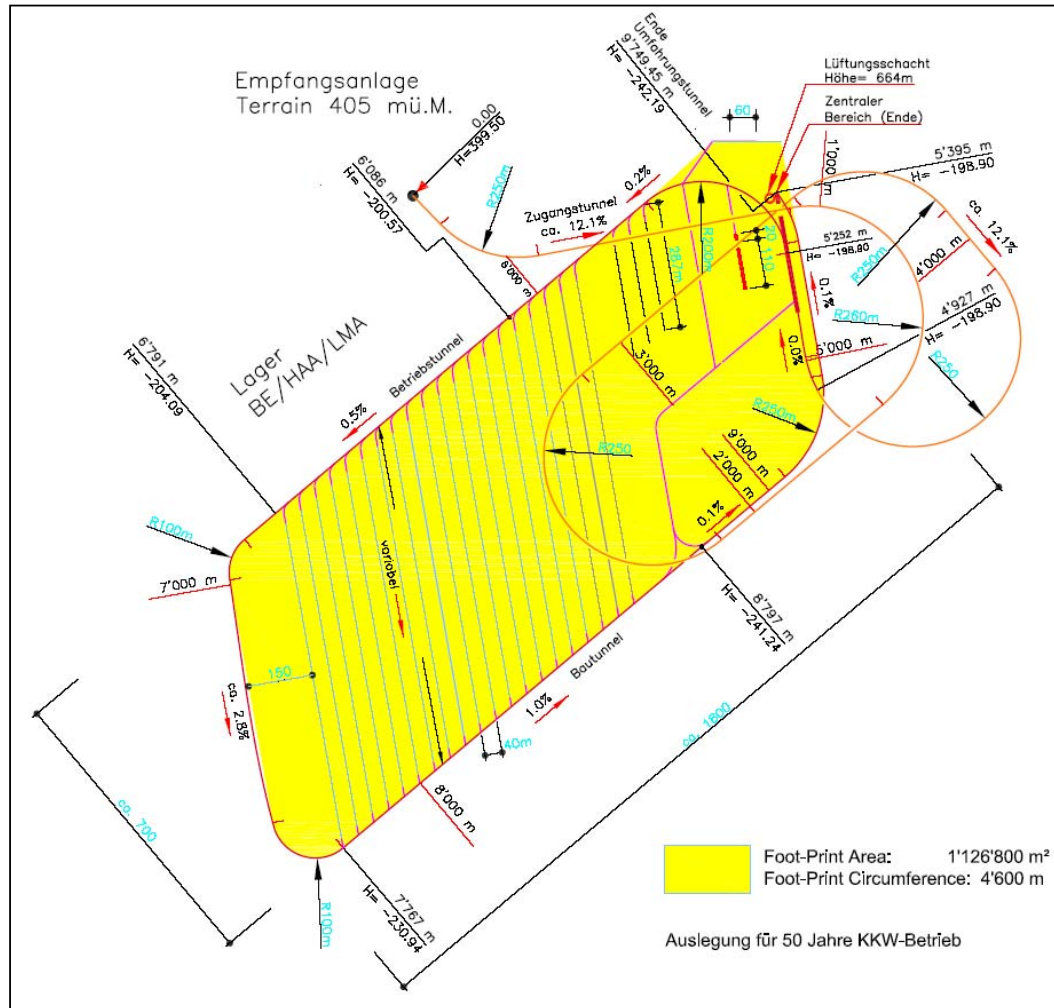 Empfangsanlage
Terrain 405 mü.M.
0.00
H=399.50
Ende
Umfahrungstunnel
9'749.45 m
H= -242.19
60
Lüftungsschacht
Höhe= 664m
Zentraler
Bereich (Ende)
1'000 m
5'395 m
H= -198.90
6'086 m
H= -200.57
R250m
Zugangstunnel
ca. 12.1%
0.2%
6'000 m
287m
R200m
20
110
5'252 m
H= -198.80
0.1%
R250m
4'000 m
ca. 12.1%
4'927 m
H= -198.90
R260m
R250
0.0%
5'000 m
6'791 m
H= -204.09
Lager
BE/HAA/LMA
Betriebstunnel
0.5%
3'000 m
R250
R250m
9'000 m
2'000 m
0.1%
R100m
7'000 m
variabel
150
ca. 2.8%
8'797 m
H= -241.24
Bautunnel
1.0%
40m
8'000 m
ca. 1800
ca. 700
R100m
7'767 m
H= -230.94
Foot-Print Area: 1'126'800 m²
Foot-Print Circumference: 4'600 m
Auslegung für 50 Jahre KKW-Betrieb